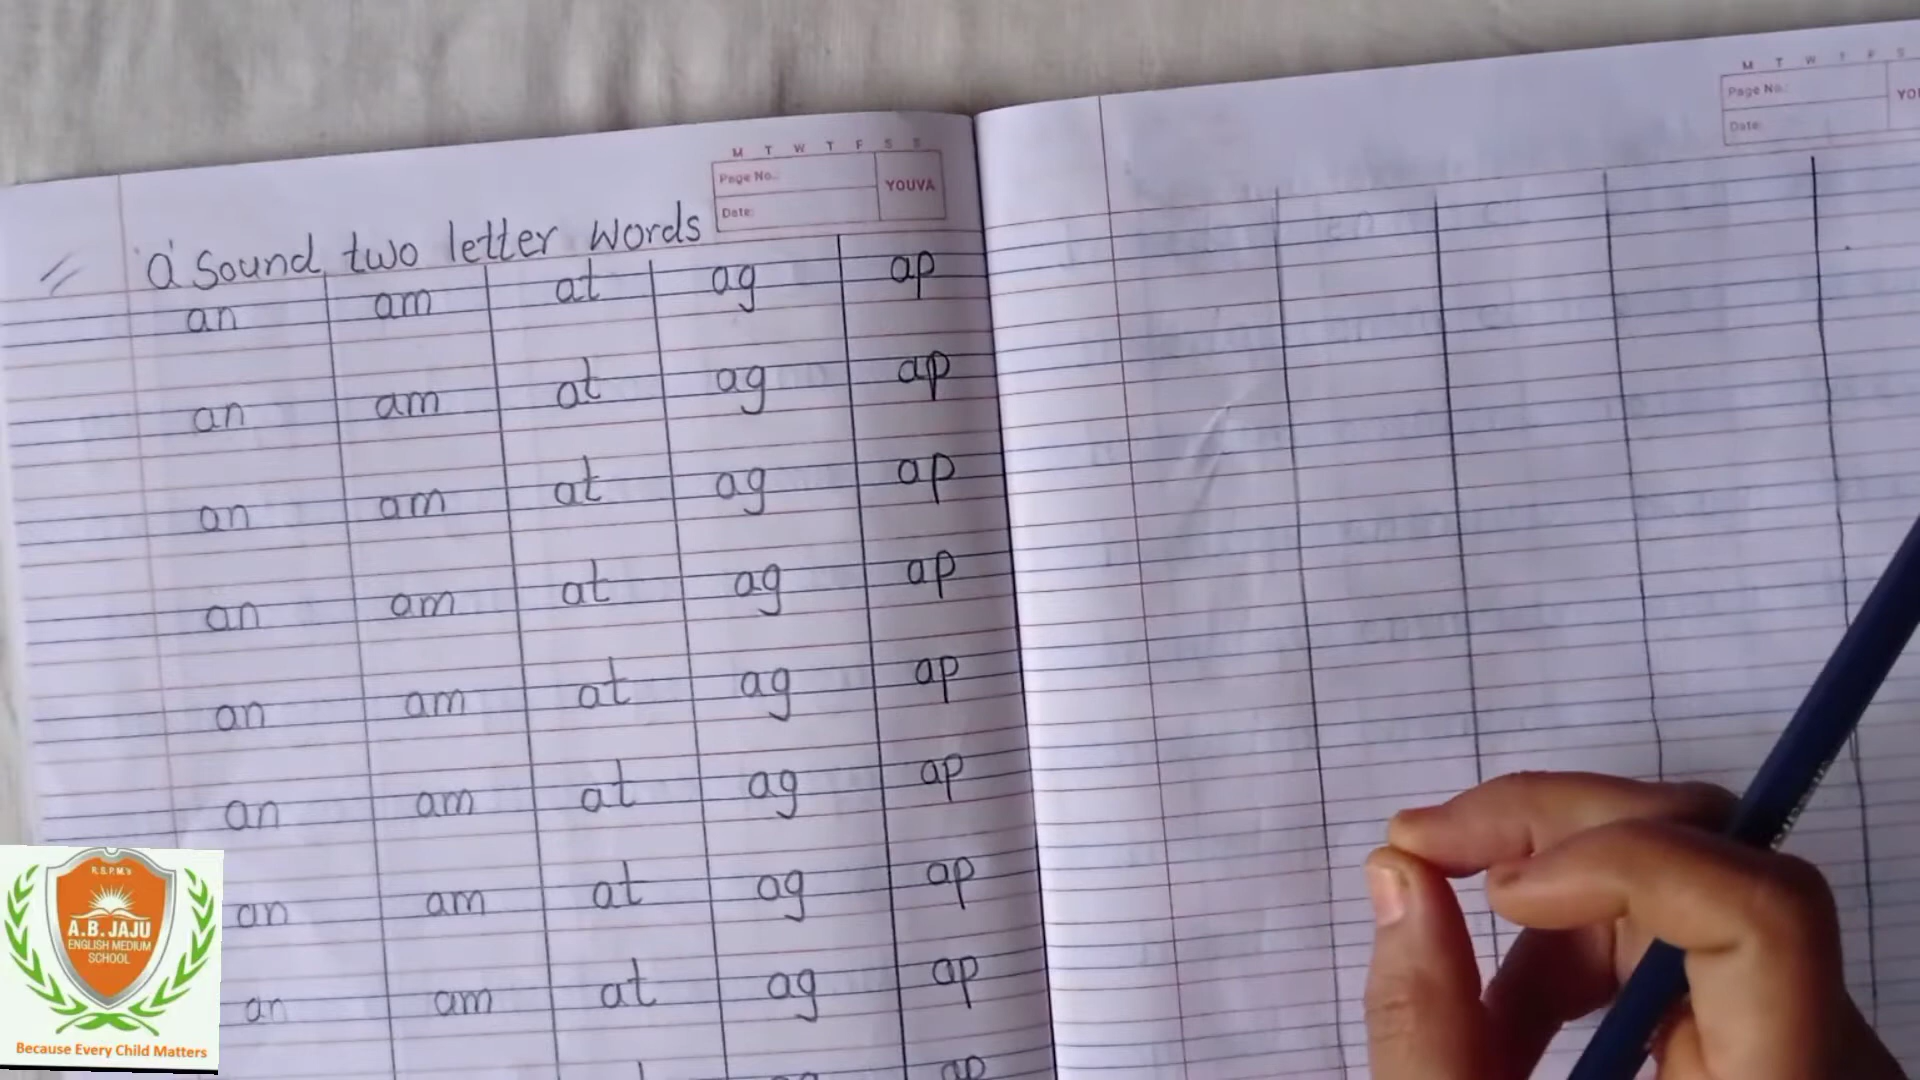 M T W T F S S
Page No.:
YOUVA
Date:
'a' sound two letter words
an am at ag ap
an am at ag ap
an am at ag ap
an am at ag ap
an am at ag ap
an am at ag ap
an am at ag ap
an am at ag ap
ag ap
M T W T F S
Page No.:
YO
Date:
R.B.P.M.'s
A.B. JAJU
ENGLISH MEDIUM
SCHOOL
Because Every Child Matters